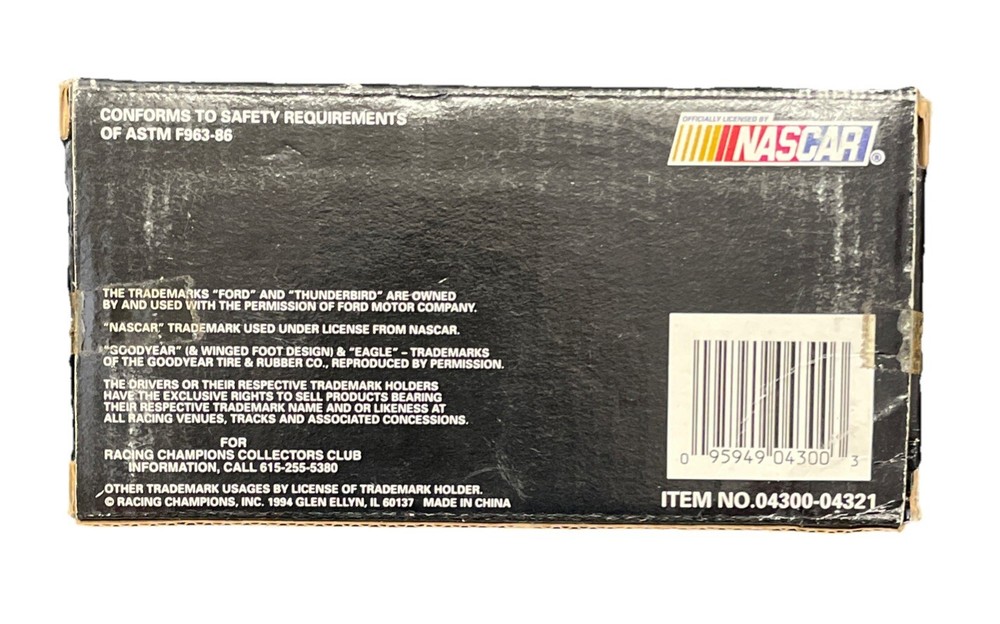 CONFORMS TO SAFETY REQUIREMENTS
OF ASTM F963-86
OFFICIALLY LICENSED BY
NASCAR®
THE TRADEMARKS "FORD" AND "THUNDERBIRD" ARE OWNED
BY AND USED WITH THE PERMISSION OF FORD MOTOR COMPANY.
"NASCAR" TRADEMARK USED UNDER LICENSE FROM NASCAR.
"GOODYEAR" (& WINGED FOOT DESIGN) & "EAGLE" – TRADEMARKS
OF THE GOODYEAR TIRE & RUBBER CO., REPRODUCED BY PERMISSION.
THE DRIVERS OR THEIR RESPECTIVE TRADEMARK HOLDERS
HAVE THE EXCLUSIVE RIGHTS TO SELL PRODUCTS BEARING
THEIR RESPECTIVE TRADEMARK NAME AND OR LIKENESS AT
ALL RACING VENUES, TRACKS AND ASSOCIATED CONCESSIONS.
FOR
RACING CHAMPIONS COLLECTORS CLUB
INFORMATION, CALL 615-255-5380
OTHER TRADEMARK USAGES BY LICENSE OF TRADEMARK HOLDER.
© RACING CHAMPIONS, INC. 1994 GLEN ELLYN, IL 60137 MADE IN CHINA
0 95949 04300 3
ITEM NO.04300-04321